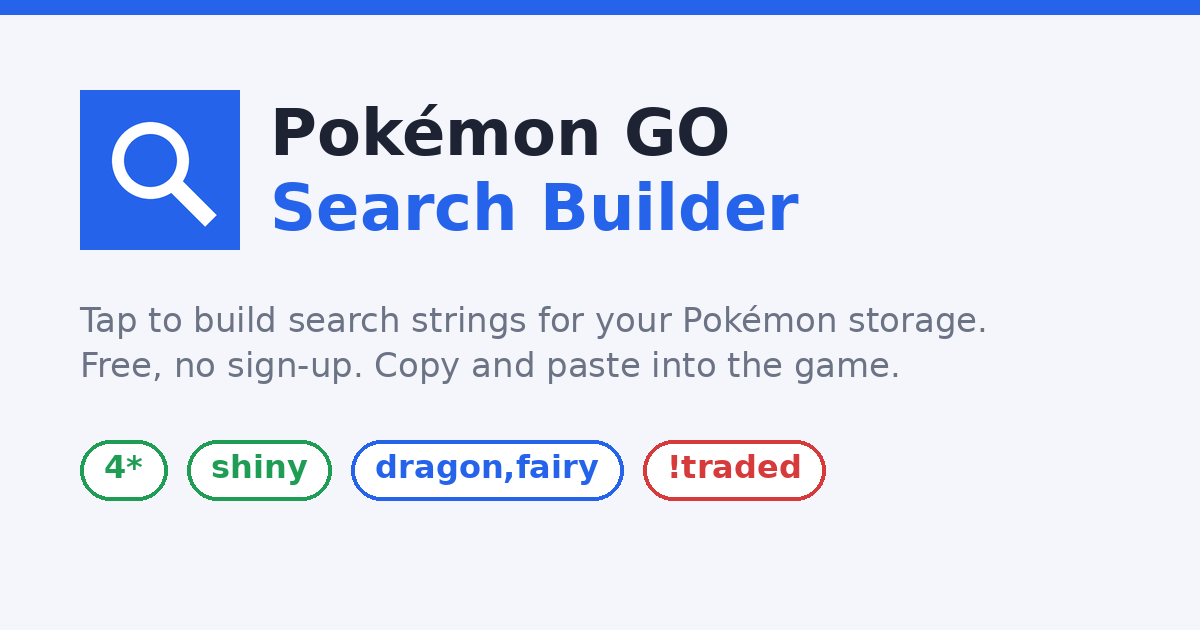 Pokémon GO
Search Builder
Tap to build search strings for your Pokémon storage.
Free, no sign-up. Copy and paste into the game.
4* shiny dragon,fairy !traded